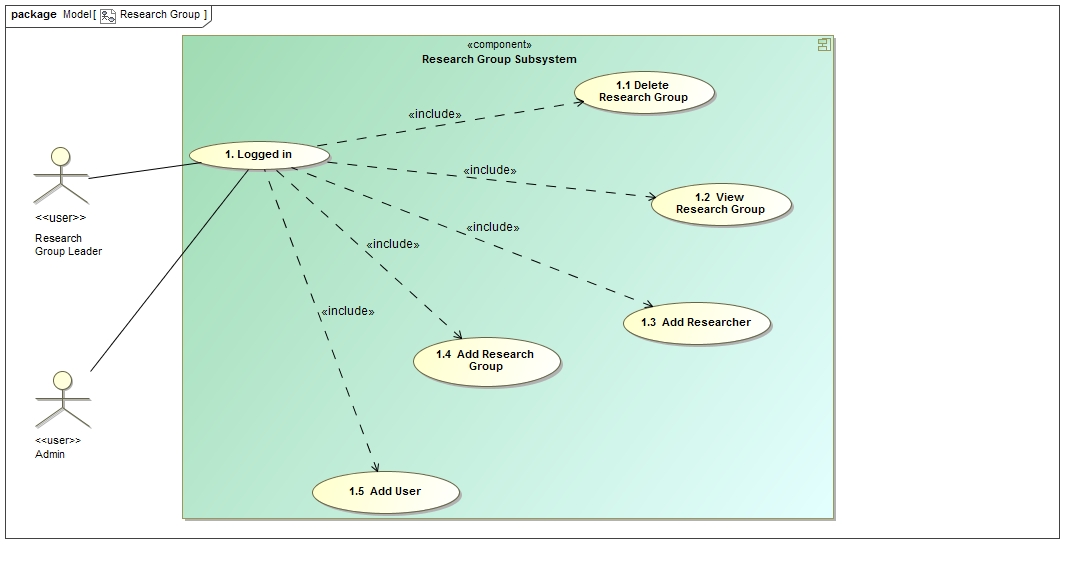 package Model[ Research Group ]
«component»
Research Group Subsystem
1.1 Delete
Research Group
«include»
1. Logged in
«include»
1.2 View
Research Group
<<user>>
Research
Group Leader
«include»
«include»
«include»
1.3 Add Researcher
1.4 Add Research
Group
<<user>>
Admin
1.5 Add User